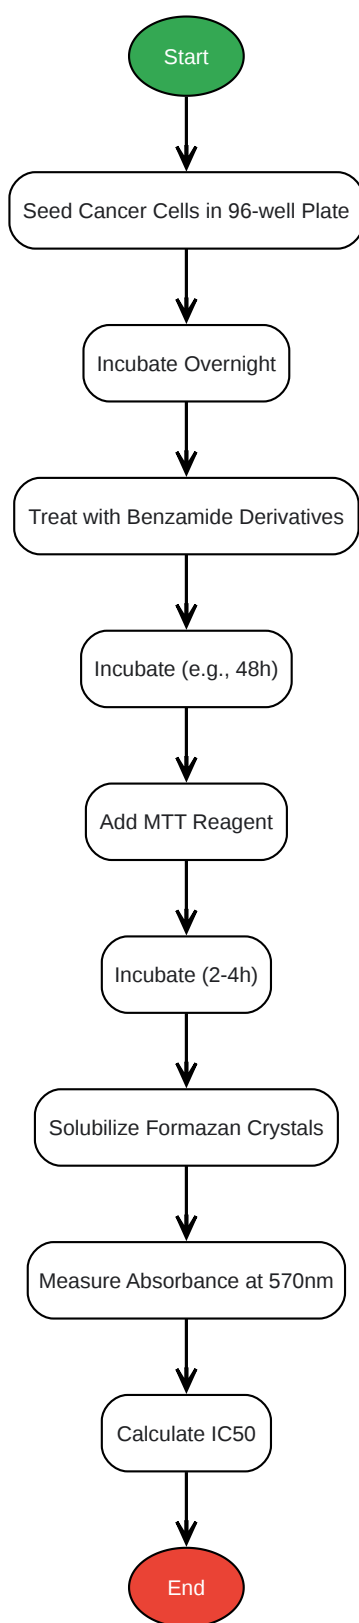 Start
Seed Cancer Cells in 96-well Plate
Incubate Overnight
Treat with Benzamide Derivatives
Incubate (e.g., 48h)
Add MTT Reagent
Incubate (2-4h)
Solubilize Formazan Crystals
Measure Absorbance at 570nm
Calculate IC50
End